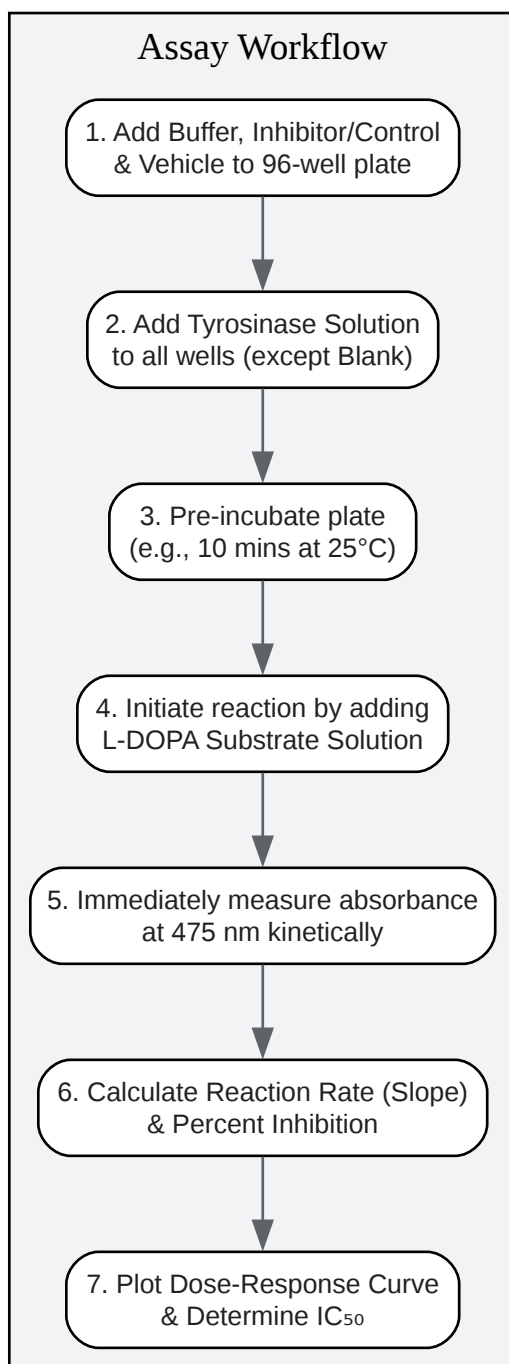 Assay Workflow
1. Add Buffer, Inhibitor/Control
& Vehicle to 96-well plate
2. Add Tyrosinase Solution
to all wells (except Blank)
3. Pre-incubate plate
(e.g., 10 mins at 25°C)
4. Initiate reaction by adding
L-DOPA Substrate Solution
5. Immediately measure absorbance
at 475 nm kinetically
6. Calculate Reaction Rate (Slope)
& Percent Inhibition
7. Plot Dose-Response Curve
& Determine IC₅₀